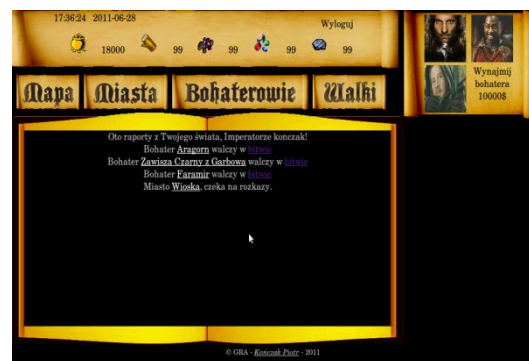 17:36:24 2011-06-28
Wyloguj
18000 99 99 99 99
Wynajmij
bohatera
10000$
Mapa Miasta Bohaterowie Walki
Oto raporty z Twojego świata, Imperatorze konczak!
Bohater Aragorn walczy w bitwie
Bohater Zawisza Czarny z Garbowa walczy w bitwie
Bohater Faramir walczy w bitwie
Miasto Wioska, czeka na rozkazy.
© GRA - Kończak Piotr - 2011